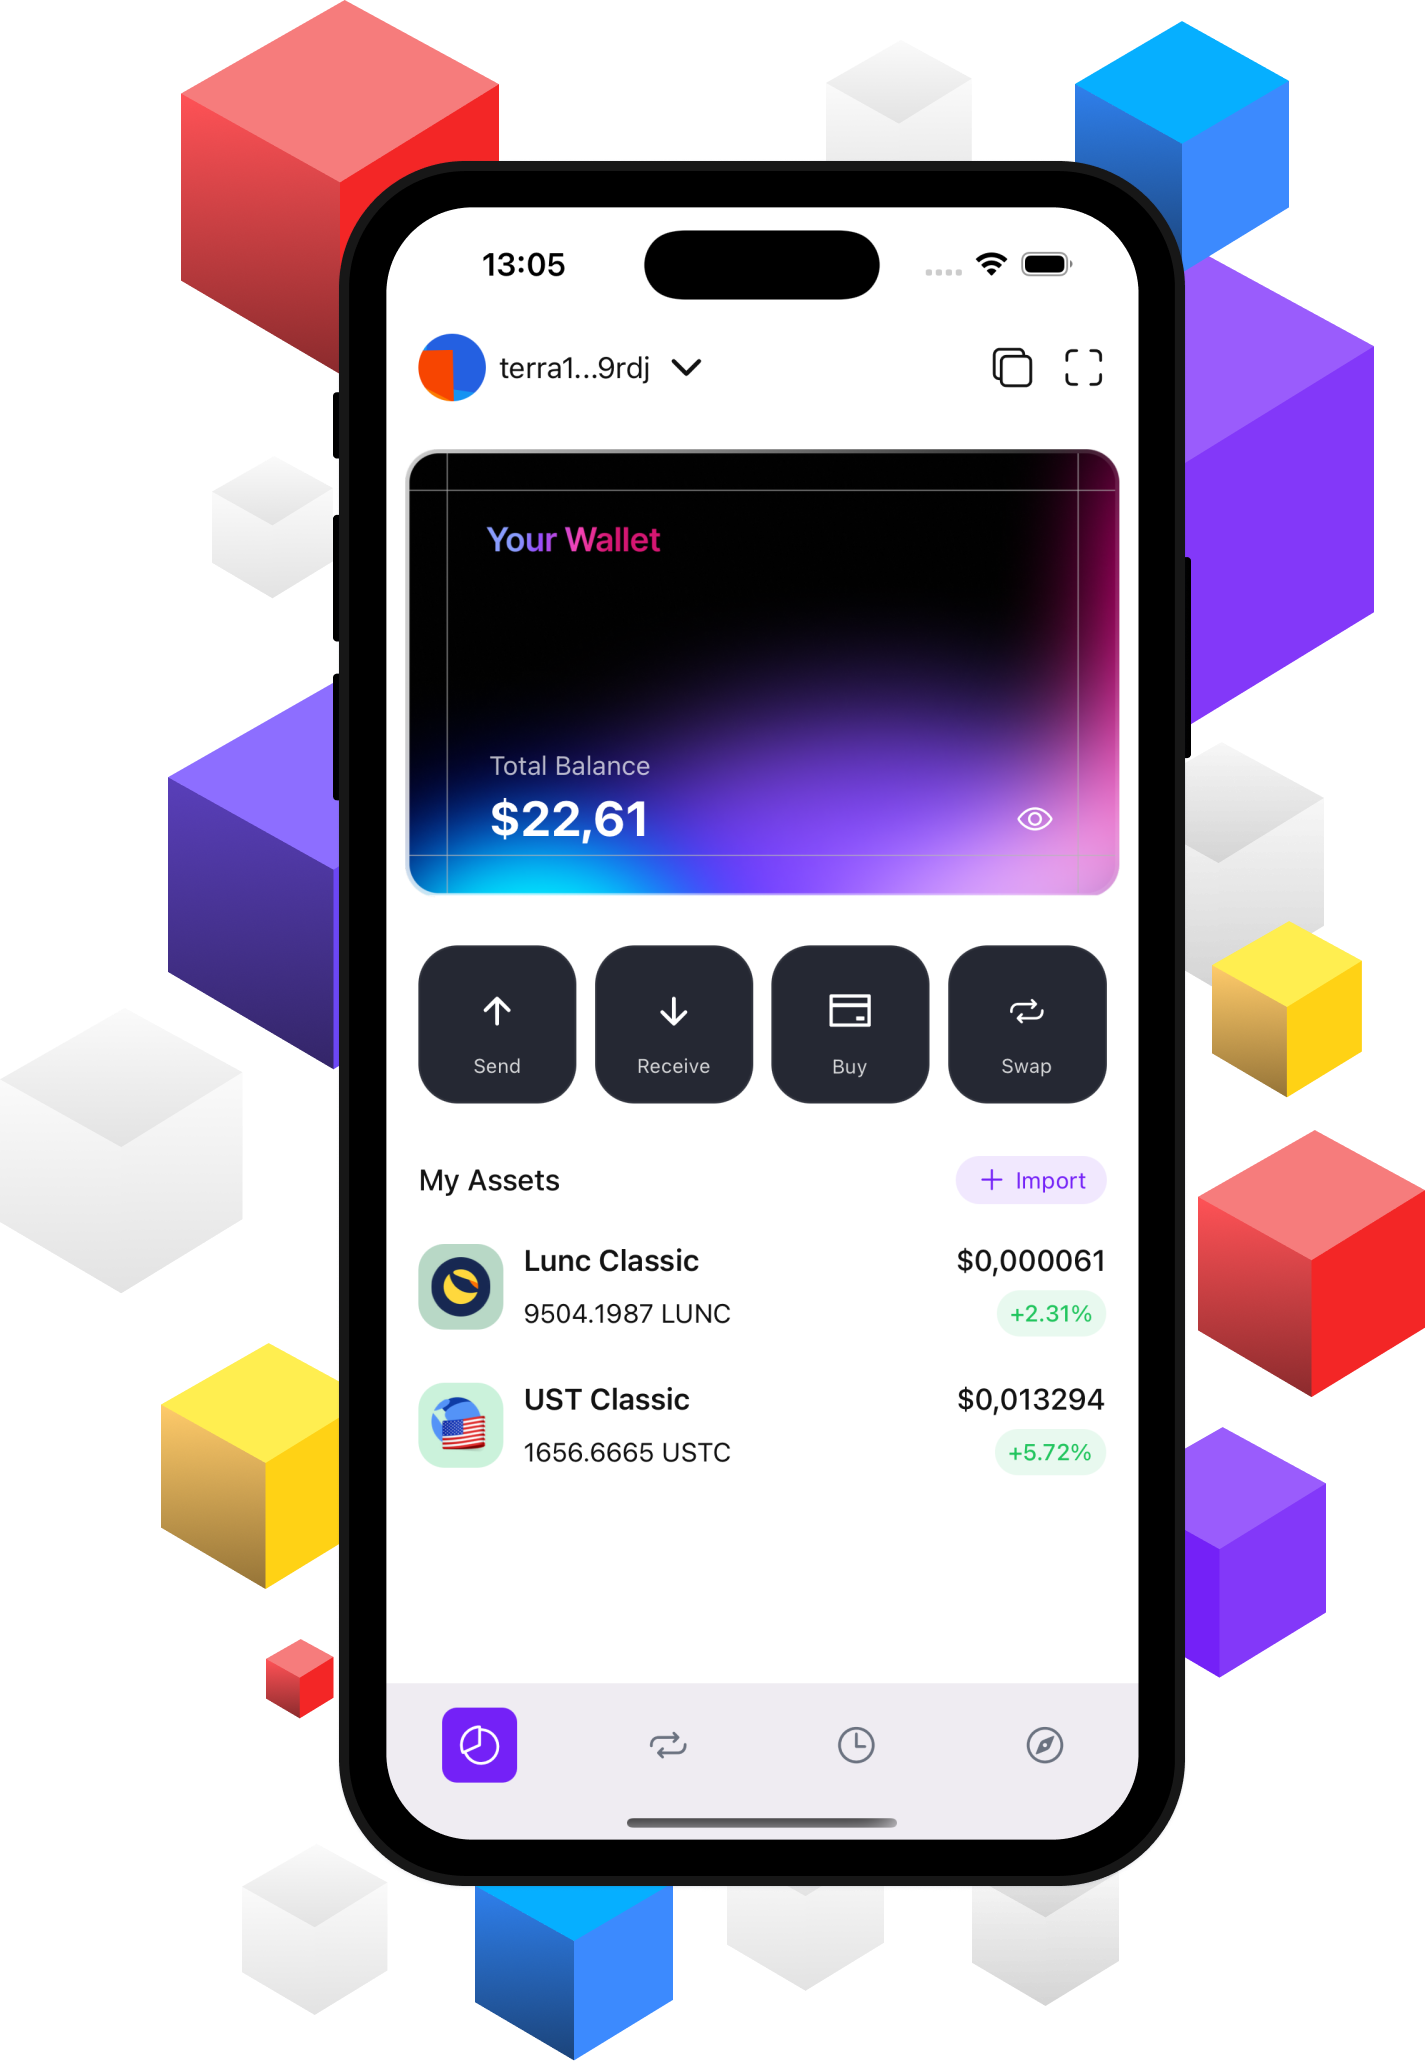 13:05
terra1...9rdj
Your Wallet
Total Balance
$22,61
Send
Receive
Buy
Swap
My Assets
+ Import
Lunc Classic
$0,000061
9504.1987 LUNC
+2.31%
UST Classic
$0,013294
1656.6665 USTC
+5.72%